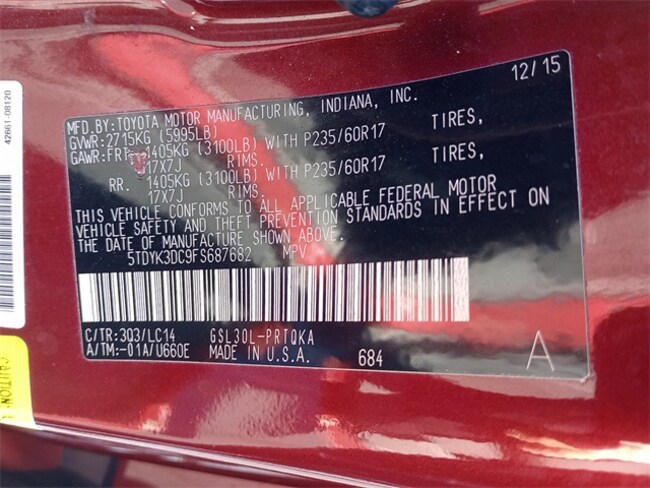 12/15
MFD.BY:TOYOTA MOTOR MANUFACTURING, INDIANA, INC.
GVWR:2715KG (5995LB)
GAWR:FRT. 1405KG (3100LB) WITH P235/60R17 TIRES,
17X7J RIMS.
RR. 1405KG (3100LB) WITH P235/60R17 TIRES,
17X7J RIMS.
THIS VEHICLE CONFORMS TO ALL APPLICABLE FEDERAL MOTOR
VEHICLE SAFETY AND THEFT PREVENTION STANDARDS IN EFFECT ON
THE DATE OF MANUFACTURE SHOWN ABOVE.
5TDYK3DC9FS687682 MPV
C/TR:3Q3/LC14 GSL30L-PRTQKA
A/TM:-01A/U660E MADE IN U.S.A. 684 A
42661-08120
CAUTION: